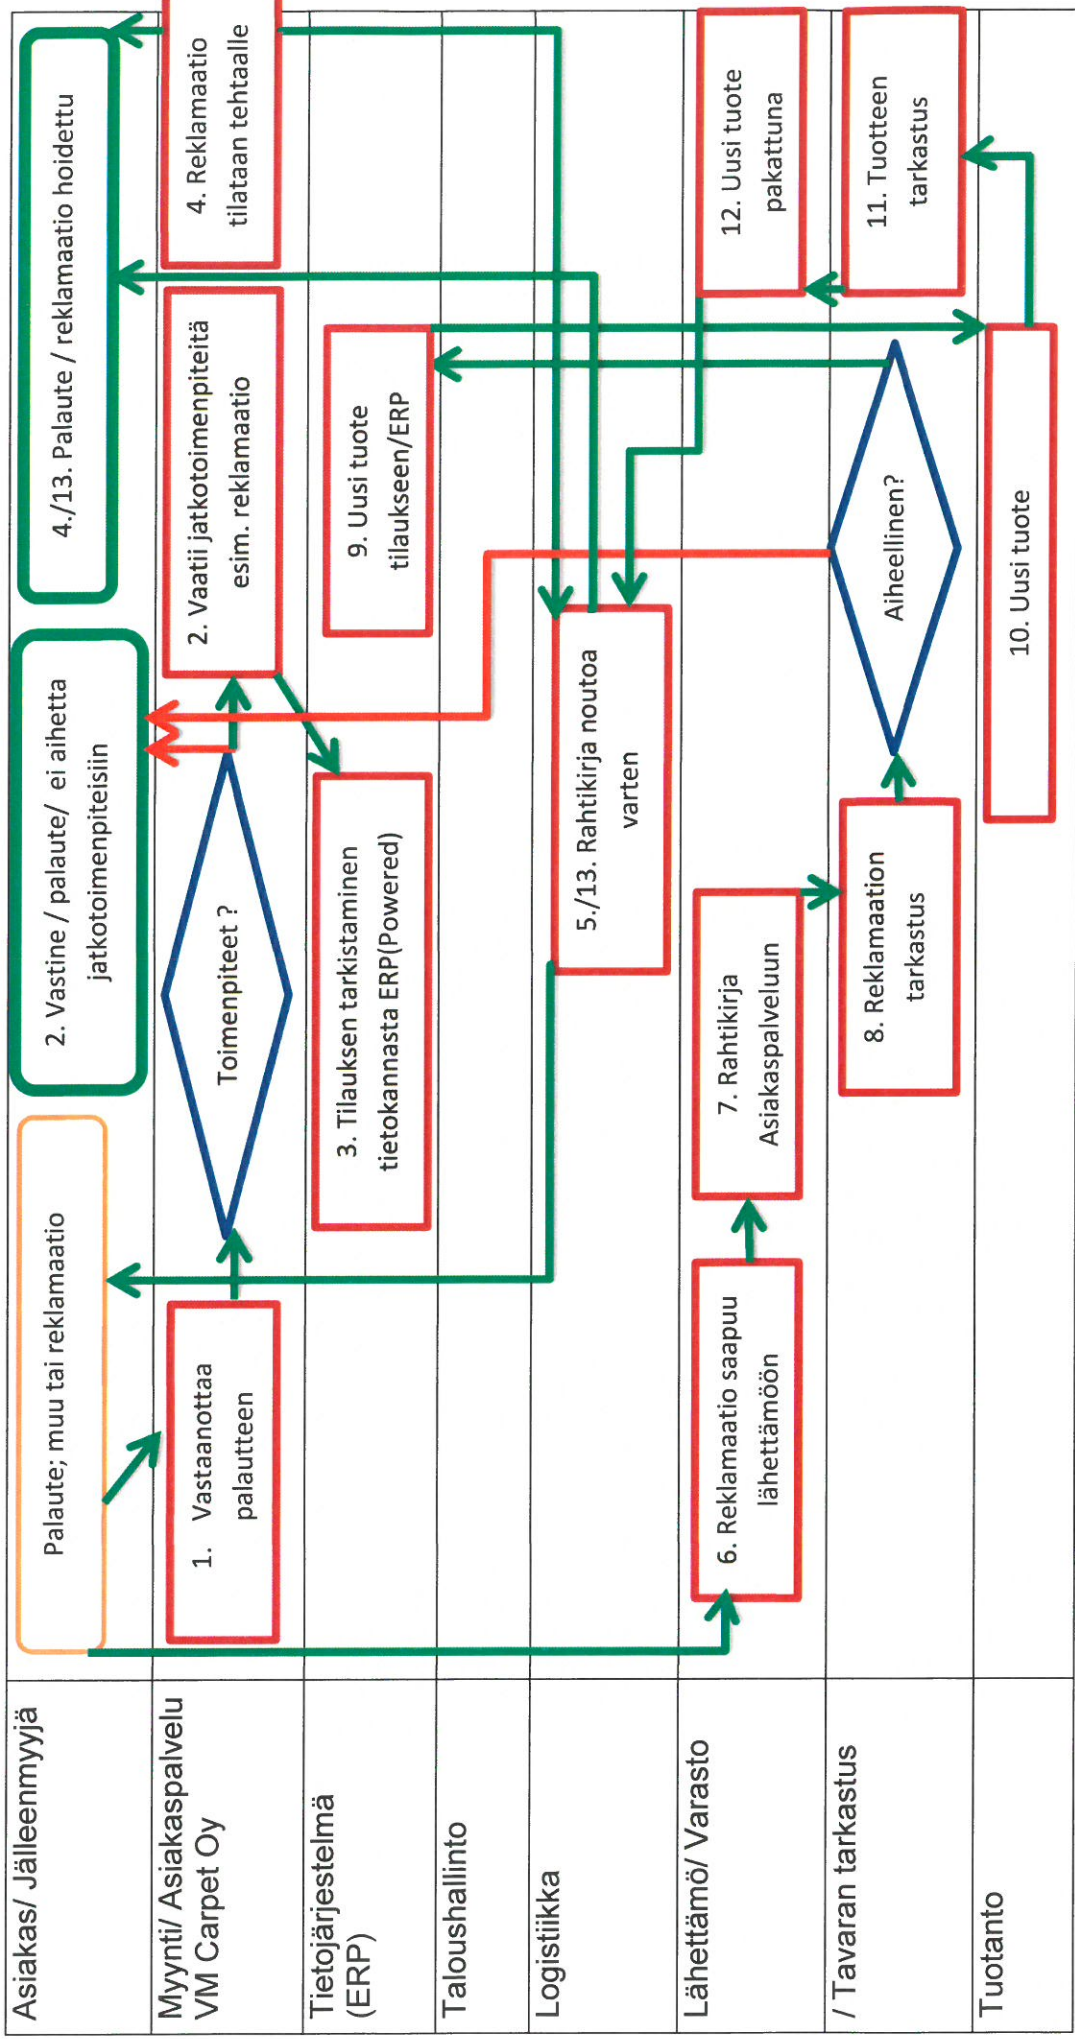 Asiakas/ Jälleenmyyjä
Palaute; muu tai reklamaatio
2. Vastine / palaute/ ei aihetta
jatkotoimenpiteisiin
4./13. Palaute / reklamaatio hoidettu
Myynti/ Asiakaspalvelu
VM Carpet Oy
1. Vastaanottaa
palautteen
Toimenpiteet ?
2. Vaatii jatkotoimenpiteitä
esim. reklamaatio
4. Reklamaatio
tilataan tehtaalle
Tietojärjestelmä
(ERP)
3. Tilauksen tarkistaminen
tietokannasta ERP(Powered)
9. Uusi tuote
tilaukseen/ERP
Taloushallinto
Logistiikka
5./13. Rahtikirja noutoa
varten
Lähettämö/ Varasto
6. Reklamaatio saapuu
lähettämöön
7. Rahtikirja
Asiakaspalveluun
12. Uusi tuote
pakattuna
/ Tavaran tarkastus
8. Reklamaation
tarkastus
Aiheellinen?
11. Tuotteen
tarkastus
Tuotanto
10. Uusi tuote